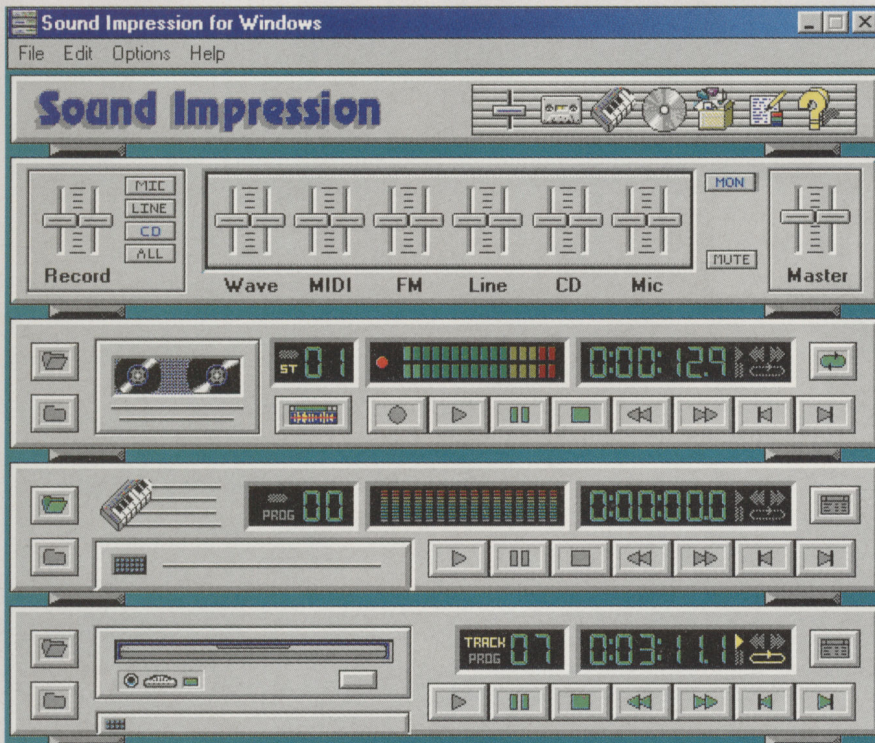 Sound Impression for Windows
File Edit Options Help
Sound Impression
MIC
LINE
CD
ALL
Record
Wave MIDI FM Line CD Mic
MON
MUTE
Master
ST 01
0:00:12.9
PROG 00
0:00:00.0
TRACK
PROG 07
0:03:11.1